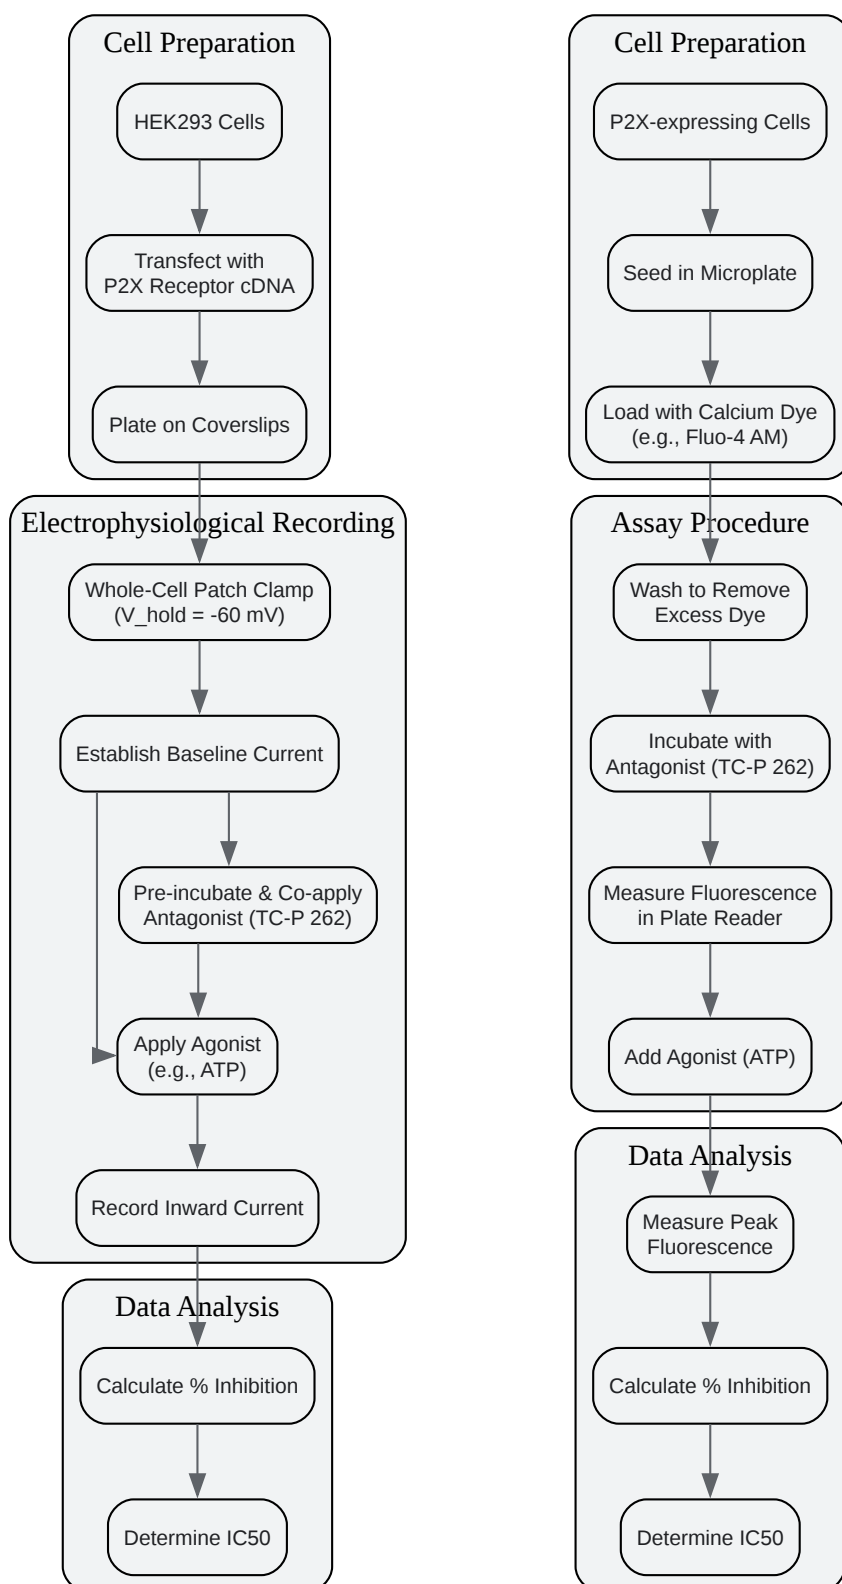 Cell Preparation
HEK293 Cells
Transfect with
P2X Receptor cDNA
Plate on Coverslips
Electrophysiological Recording
Whole-Cell Patch Clamp
(V_hold = -60 mV)
Establish Baseline Current
Pre-incubate & Co-apply
Antagonist (TC-P 262)
Apply Agonist
(e.g., ATP)
Record Inward Current
Data Analysis
Calculate % Inhibition
Determine IC50
Cell Preparation
P2X-expressing Cells
Seed in Microplate
Load with Calcium Dye
(e.g., Fluo-4 AM)
Assay Procedure
Wash to Remove
Excess Dye
Incubate with
Antagonist (TC-P 262)
Measure Fluorescence
in Plate Reader
Add Agonist (ATP)
Data Analysis
Measure Peak
Fluorescence
Calculate % Inhibition
Determine IC50